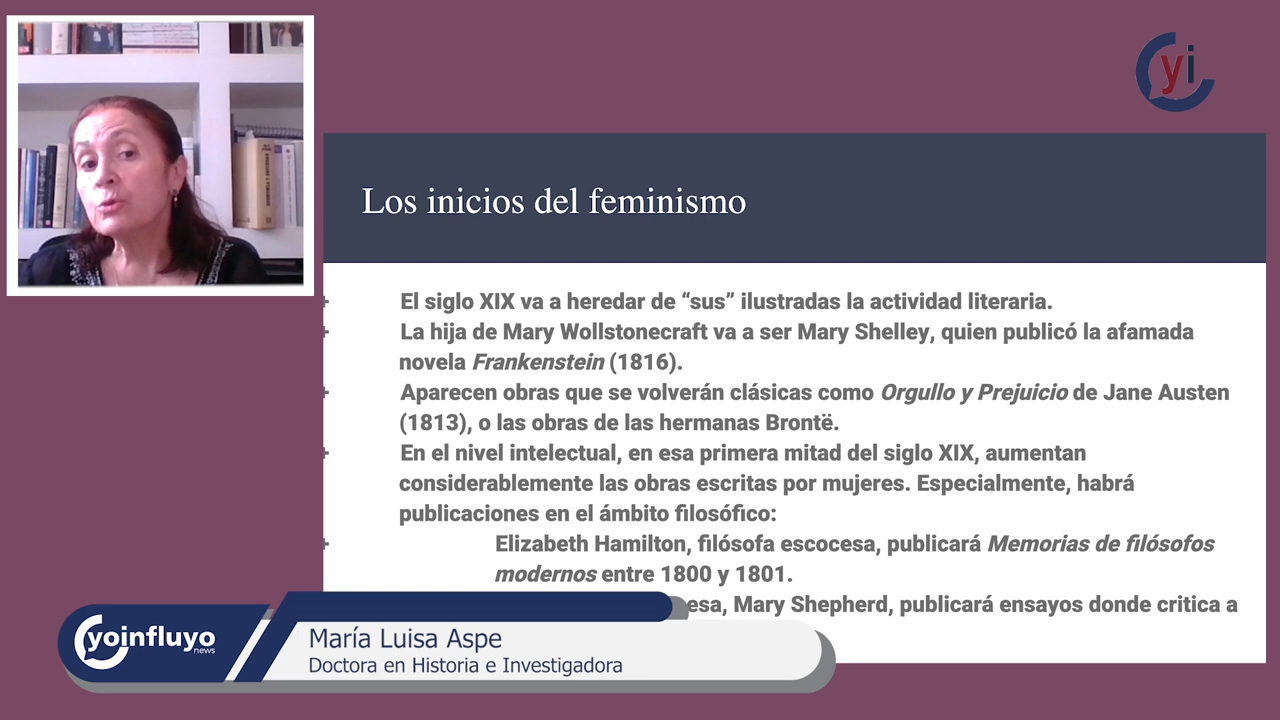 yi
Los inicios del feminismo
El siglo XIX va a heredar de “sus” ilustradas la actividad literaria.
La hija de Mary Wollstonecraft va a ser Mary Shelley, quien publicó la afamada
novela Frankenstein (1816).
Aparecen obras que se volverán clásicas como Orgullo y Prejuicio de Jane Austen
(1813), o las obras de las hermanas Brontë.
En el nivel intelectual, en esa primera mitad del siglo XIX, aumentan
considerablemente las obras escritas por mujeres. Especialmente, habrá
publicaciones en el ámbito filosófico:
Elizabeth Hamilton, filósofa escocesa, publicará Memorias de filósofos
modernos entre 1800 y 1801.
esa, Mary Shepherd, publicará ensayos donde critica a
yoinfluyo
news
María Luisa Aspe
Doctora en Historia e Investigadora